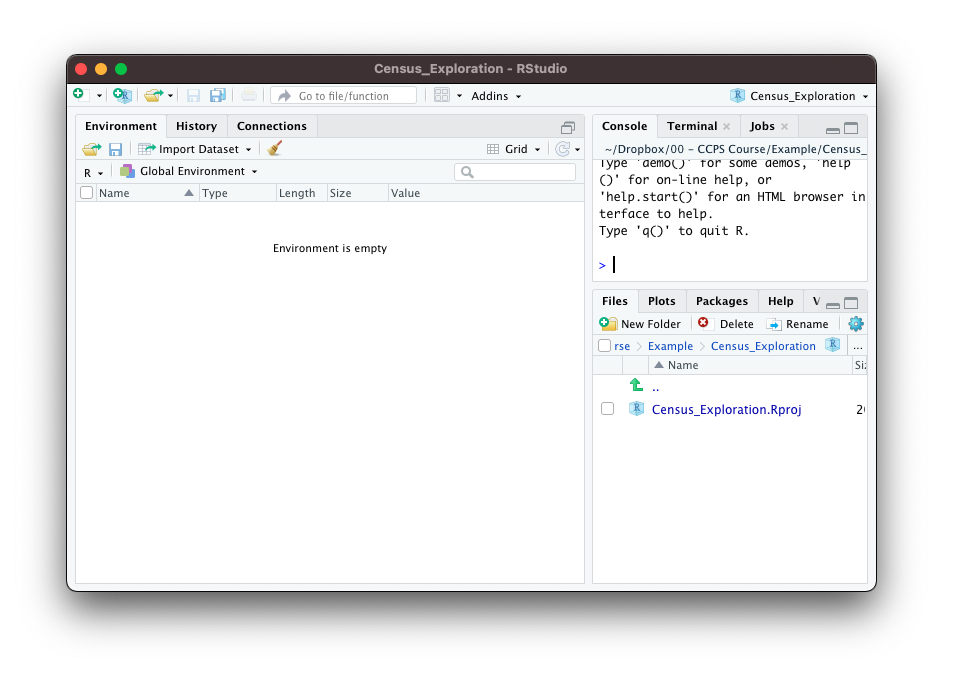 Census_Exploration - RStudio
Go to file/function
Addins
Census_Exploration
Environment
History
Connections
Import Dataset
Grid
R
Global Environment
Name
Type
Length
Size
Value
Environment is empty
Console
Terminal
Jobs
~/Dropbox/00 – CCPS Course/Example/Census_
Type 'demo()' for some demos, 'help
()' for on-line help, or
'help.start()' for an HTML browser in
terface to help.
Type 'q()' to quit R.
>
Files
Plots
Packages
Help
V
New Folder
Delete
Rename
rse
Example
Census_Exploration
...
Name
Siz
..
Census_Exploration.Rproj
20